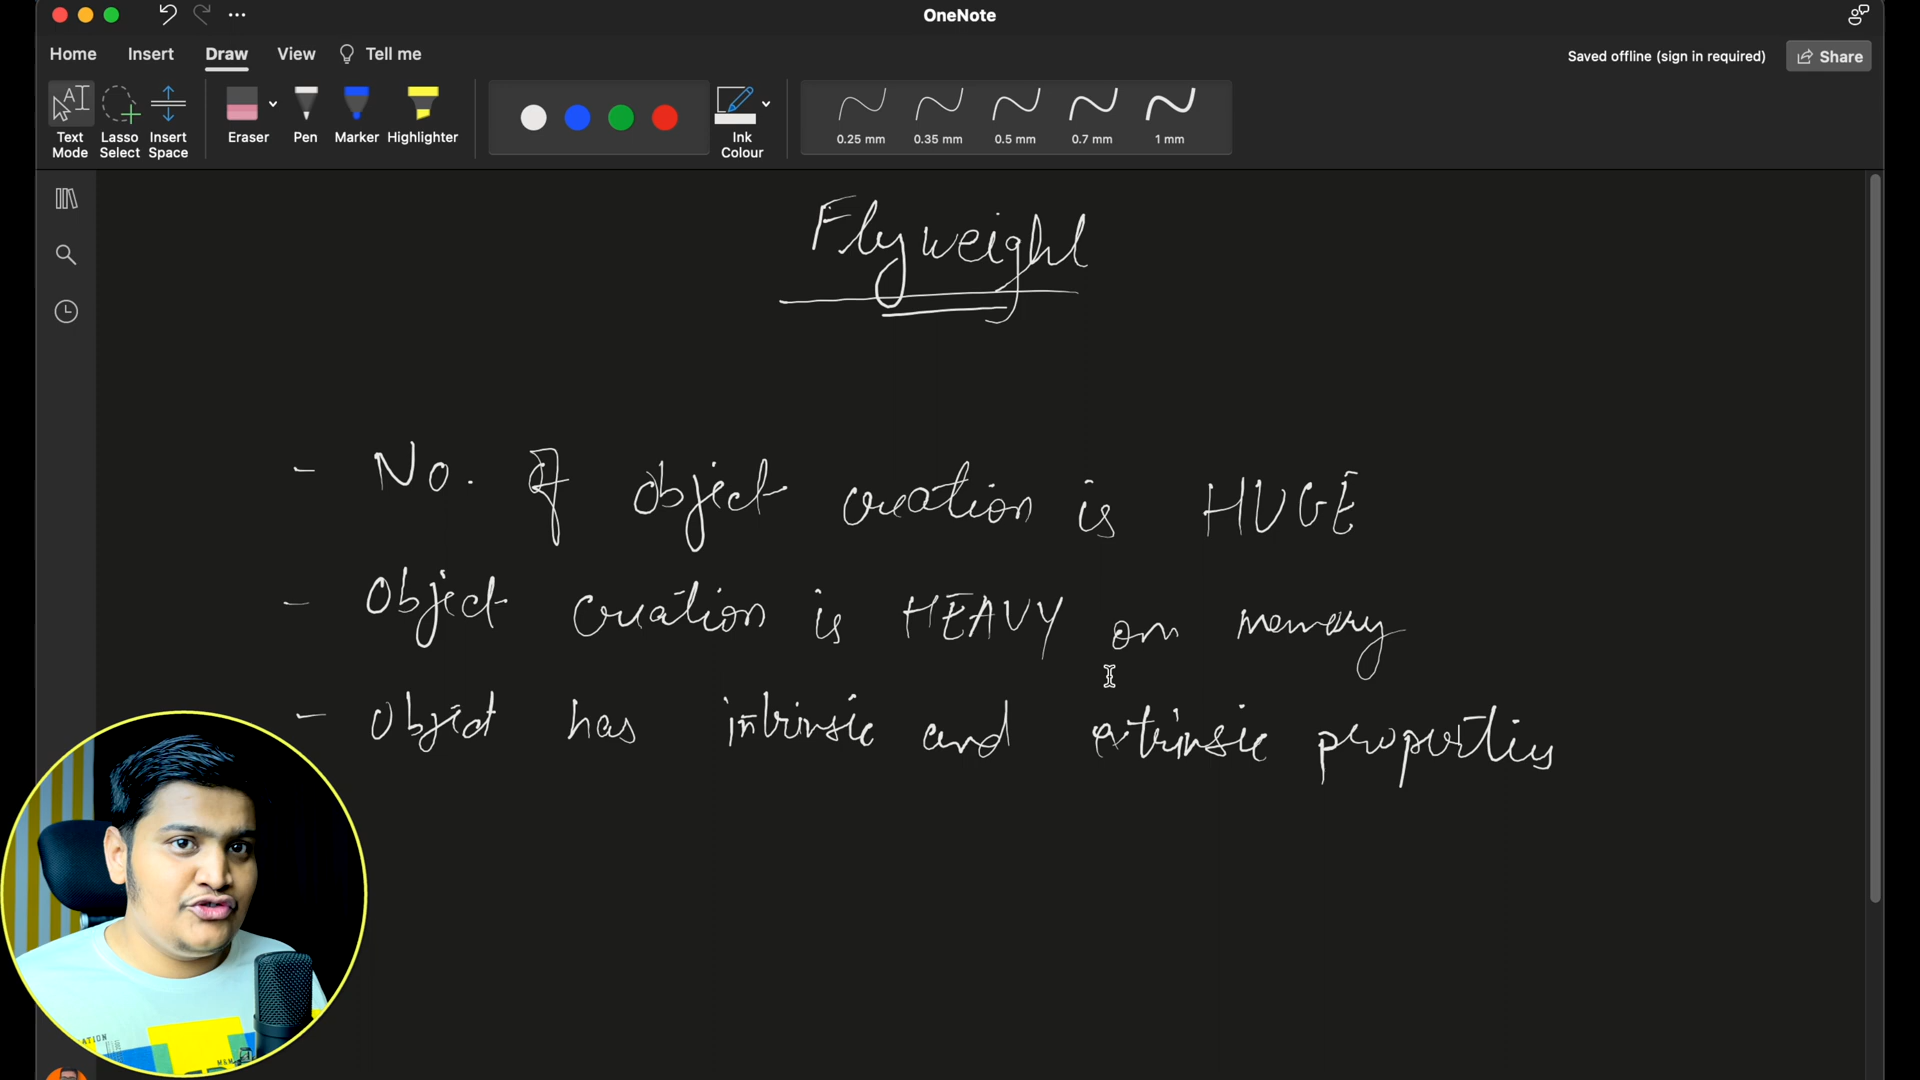 OneNote
Home Insert Draw View Tell me
Saved offline (sign in required) Share
Text Mode Lasso Select Insert Space Eraser Pen Marker Highlighter Ink Colour 0.25 mm 0.35 mm 0.5 mm 0.7 mm 1 mm
Flyweight
- No. of object creation is HUGE
- Object creation is HEAVY on memory
- Object has intrinsic and extrinsic properties
M&M